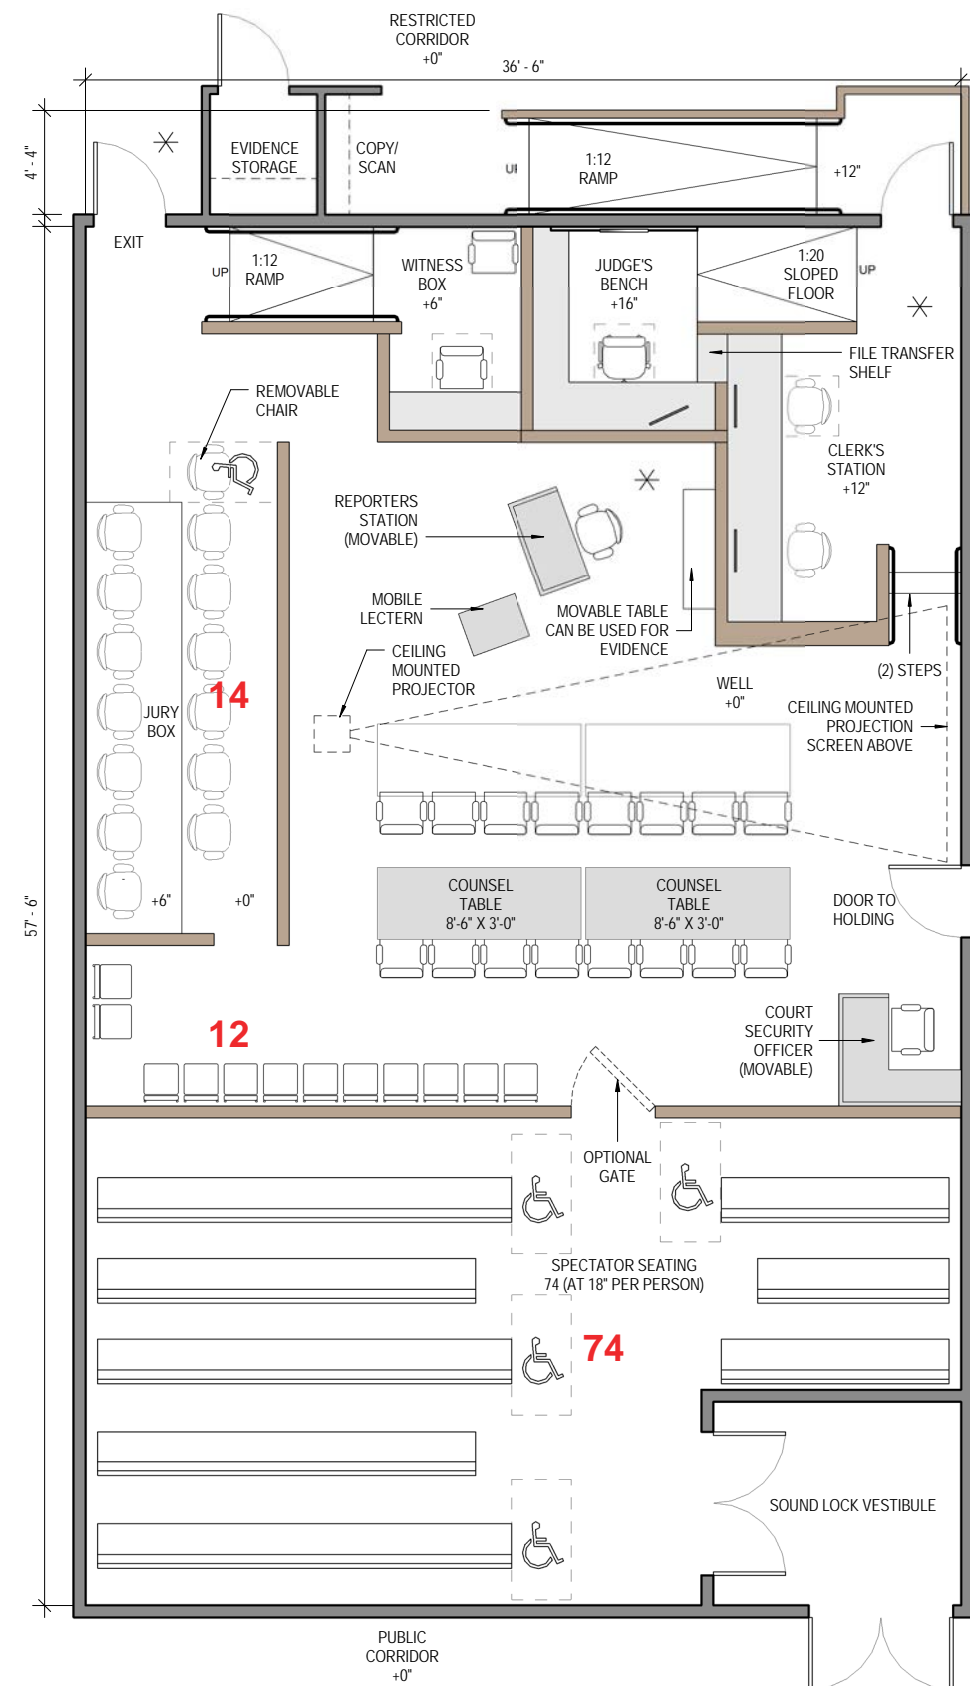 RESTRICTED
CORRIDOR
+0"
36' - 6"
4' - 4"
EVIDENCE
STORAGE
COPY/
SCAN
UP
1:12
RAMP
+12"
EXIT
UP
1:12
RAMP
WITNESS
BOX
+6"
JUDGE'S
BENCH
+16"
1:20
SLOPED
FLOOR
UP
FILE TRANSFER
SHELF
REMOVABLE
CHAIR
CLERK'S
STATION
+12"
REPORTERS
STATION
(MOVABLE)
MOBILE
LECTERN
MOVABLE TABLE
CAN BE USED FOR
EVIDENCE
CEILING
MOUNTED
PROJECTOR
(2) STEPS
14
JURY
BOX
WELL
+0"
CEILING MOUNTED
PROJECTION
SCREEN ABOVE
57' - 6"
+6"
+0"
COUNSEL
TABLE
8'-6" X 3'-0"
COUNSEL
TABLE
8'-6" X 3'-0"
DOOR TO
HOLDING
12
COURT
SECURITY
OFFICER
(MOVABLE)
OPTIONAL
GATE
SPECTATOR SEATING
74 (AT 18" PER PERSON)
74
SOUND LOCK VESTIBULE
PUBLIC
CORRIDOR
+0"